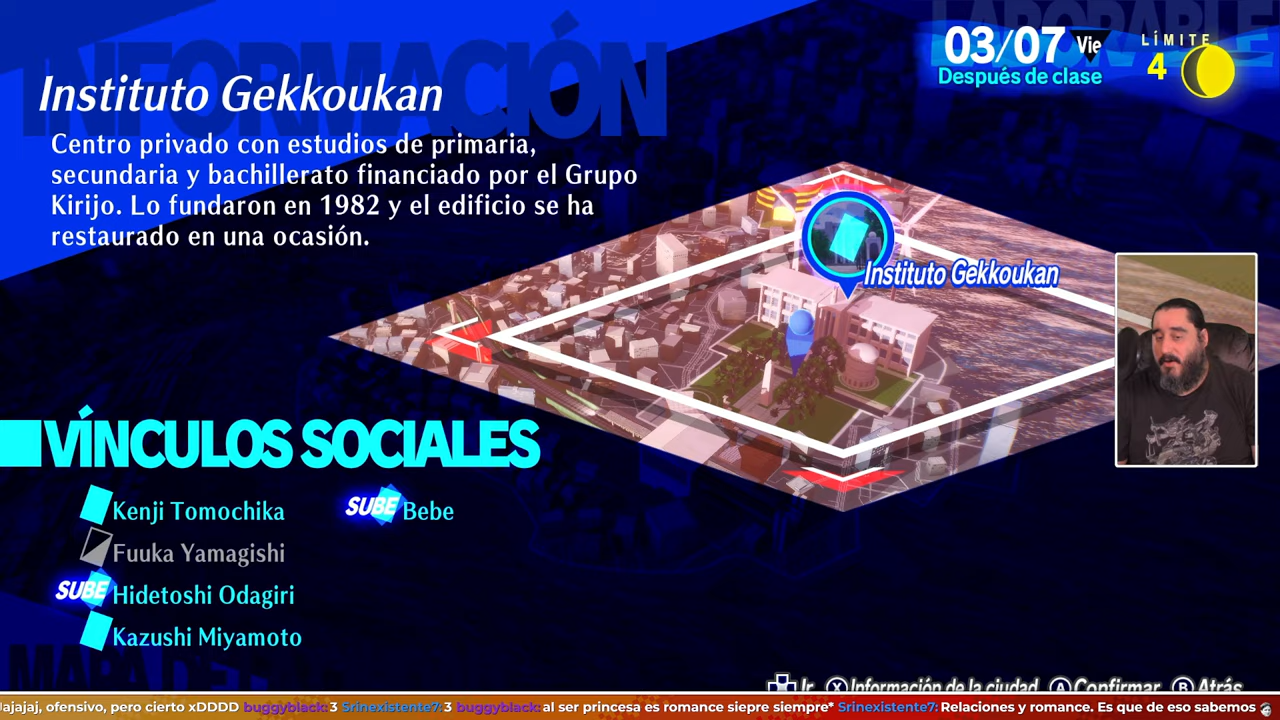 INFORMACIÓN
Instituto Gekkoukan
Centro privado con estudios de primaria,
secundaria y bachillerato financiado por el Grupo
Kirijo. Lo fundaron en 1982 y el edificio se ha
restaurado en una ocasión.
LABORABLE
03/07 Vie
Después de clase
LÍMITE
4
Instituto Gekkoukan
VÍNCULOS SOCIALES
Kenji Tomochika
SUBE Bebe
Fuuka Yamagishi
SUBE Hidetoshi Odagiri
Kazushi Miyamoto
MAPA DE
Ir X Información de la ciudad A Confirmar B Atrás
Jajajaj, ofensivo, pero cierto xDDDD buggyblack: 3 Srinexistente7: 3 buggyblack: al ser princesa es romance siepre siempre* Srinexistente7: Relaciones y romance. Es que de eso sabemos